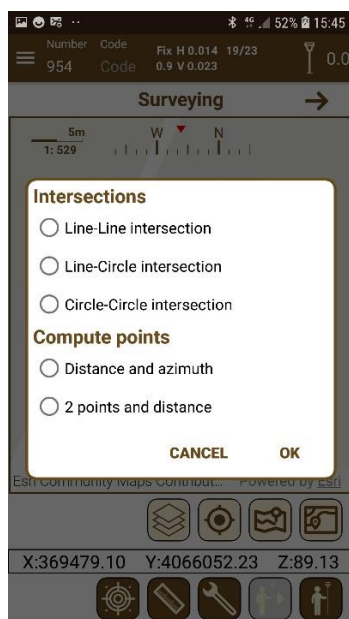 52% 15:45
Number Code Fix H 0.014 19/23
954 Code 0.9 V 0.023 0.0
Surveying
5m
1: 529
W N
Intersections
Line-Line intersection
Line-Circle intersection
Circle-Circle intersection
Compute points
Distance and azimuth
2 points and distance
CANCEL OK
Esri Community Maps Contribut... Powered by Esri
X:369479.10 Y:4066052.23 Z:89.13